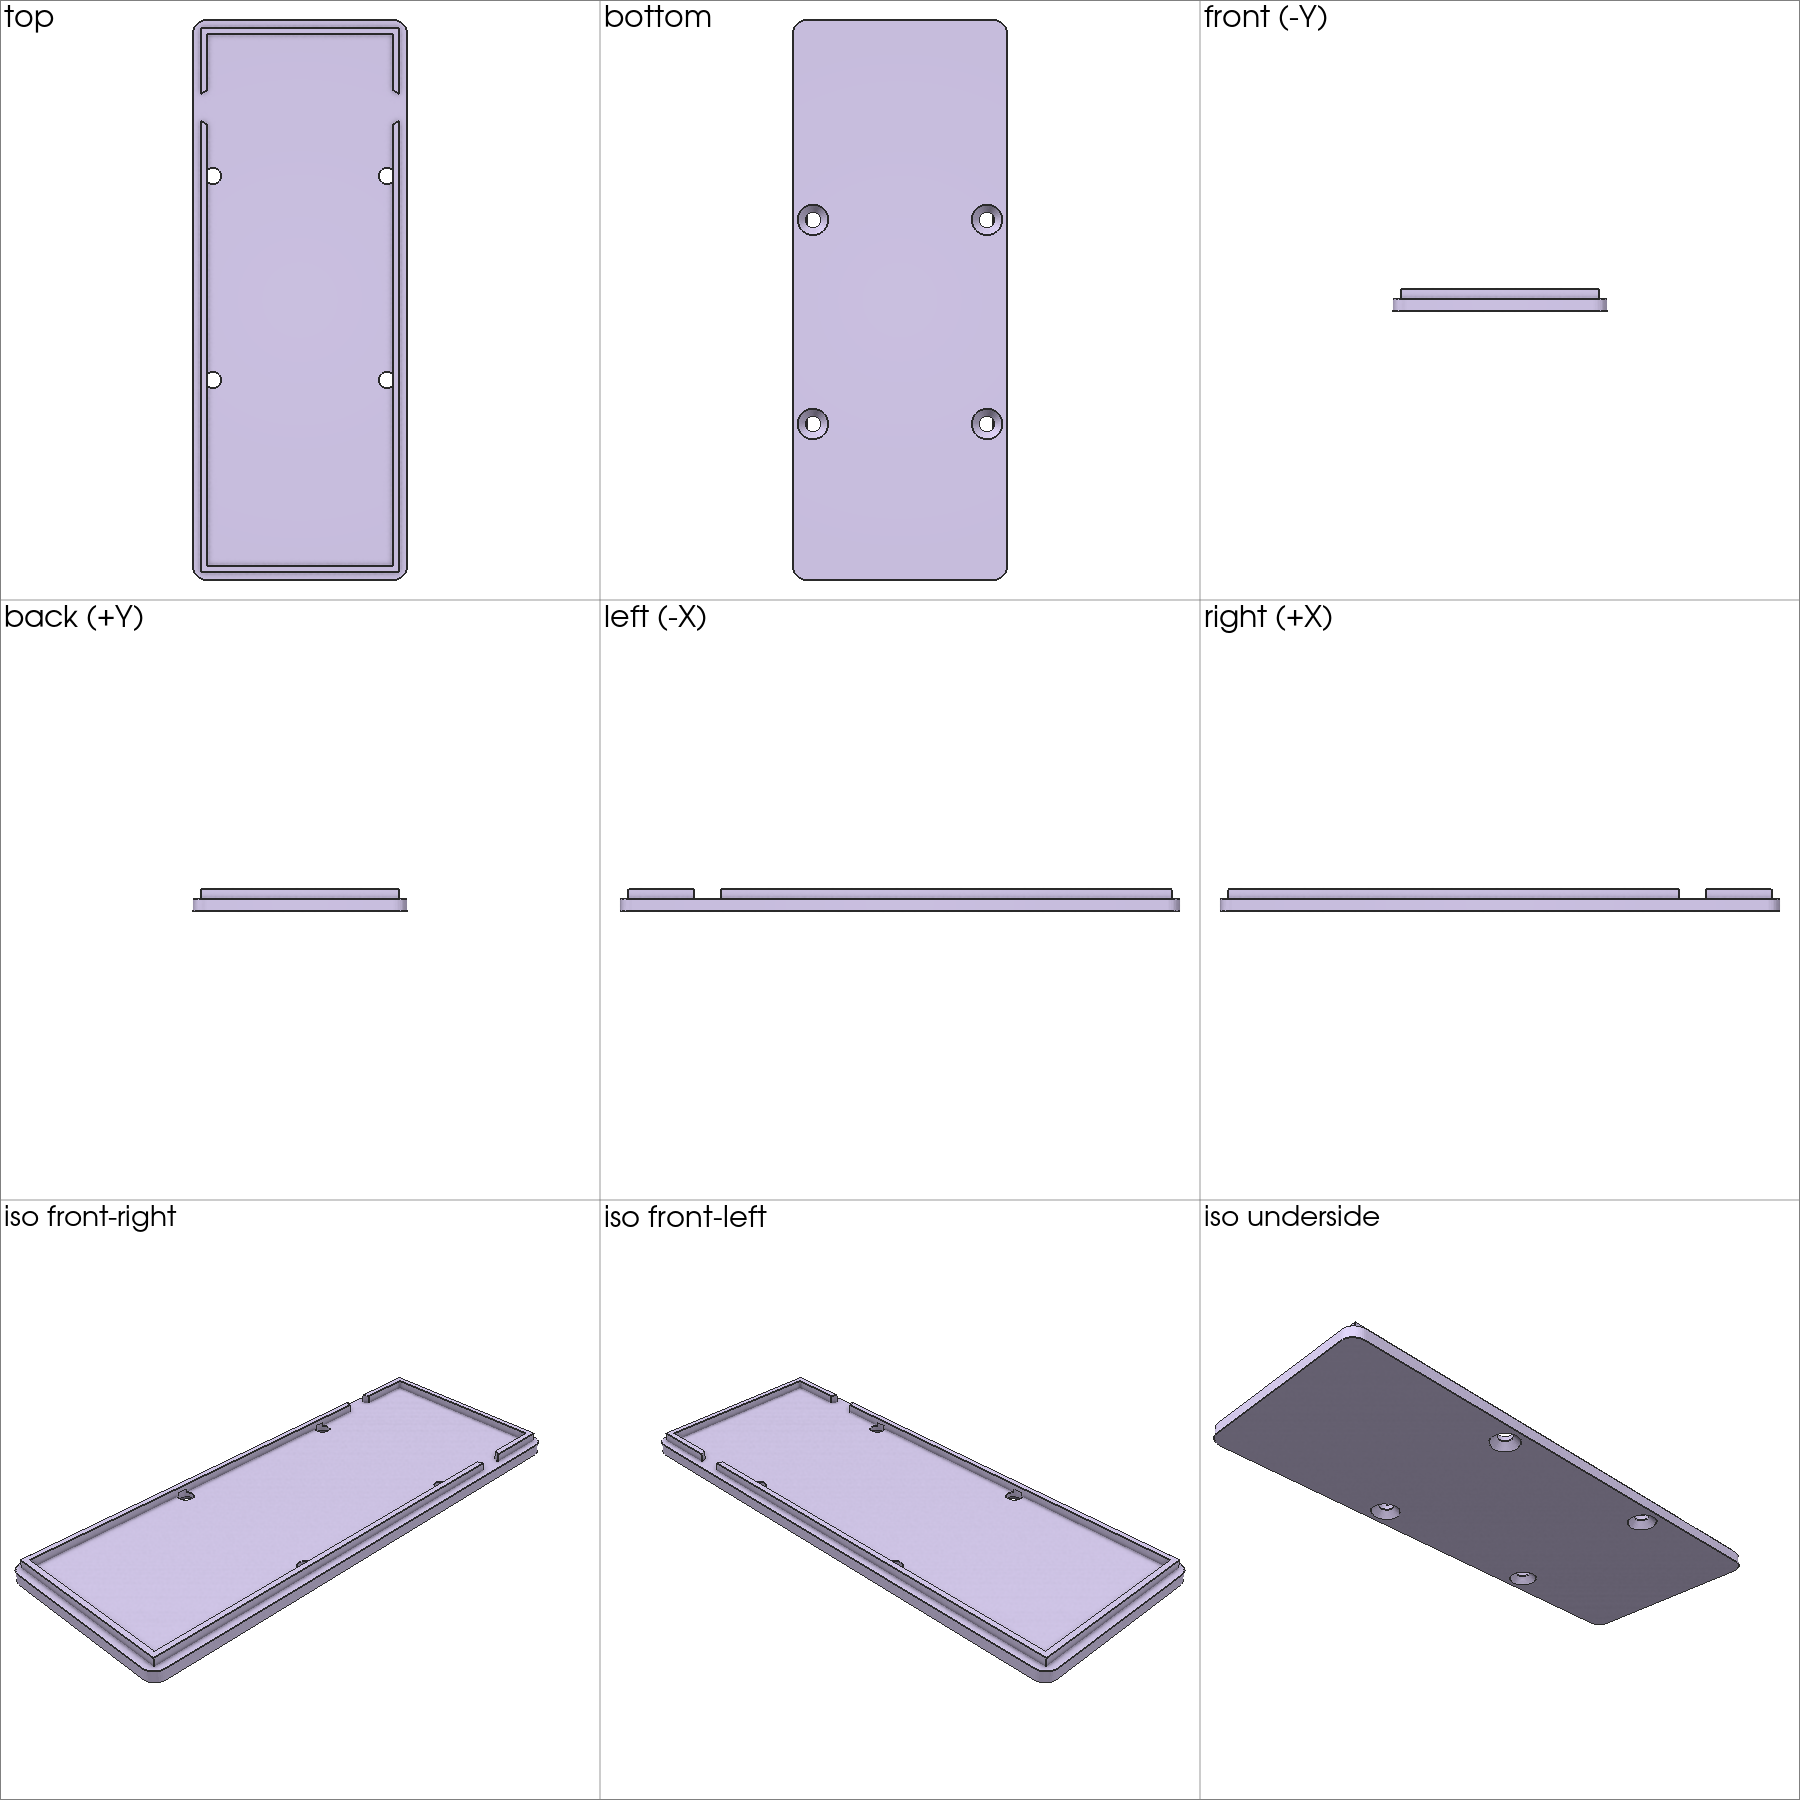 top
bottom
front (-Y)
back (+Y)
left (-X)
right (+X)
iso front-right
iso front-left
iso underside